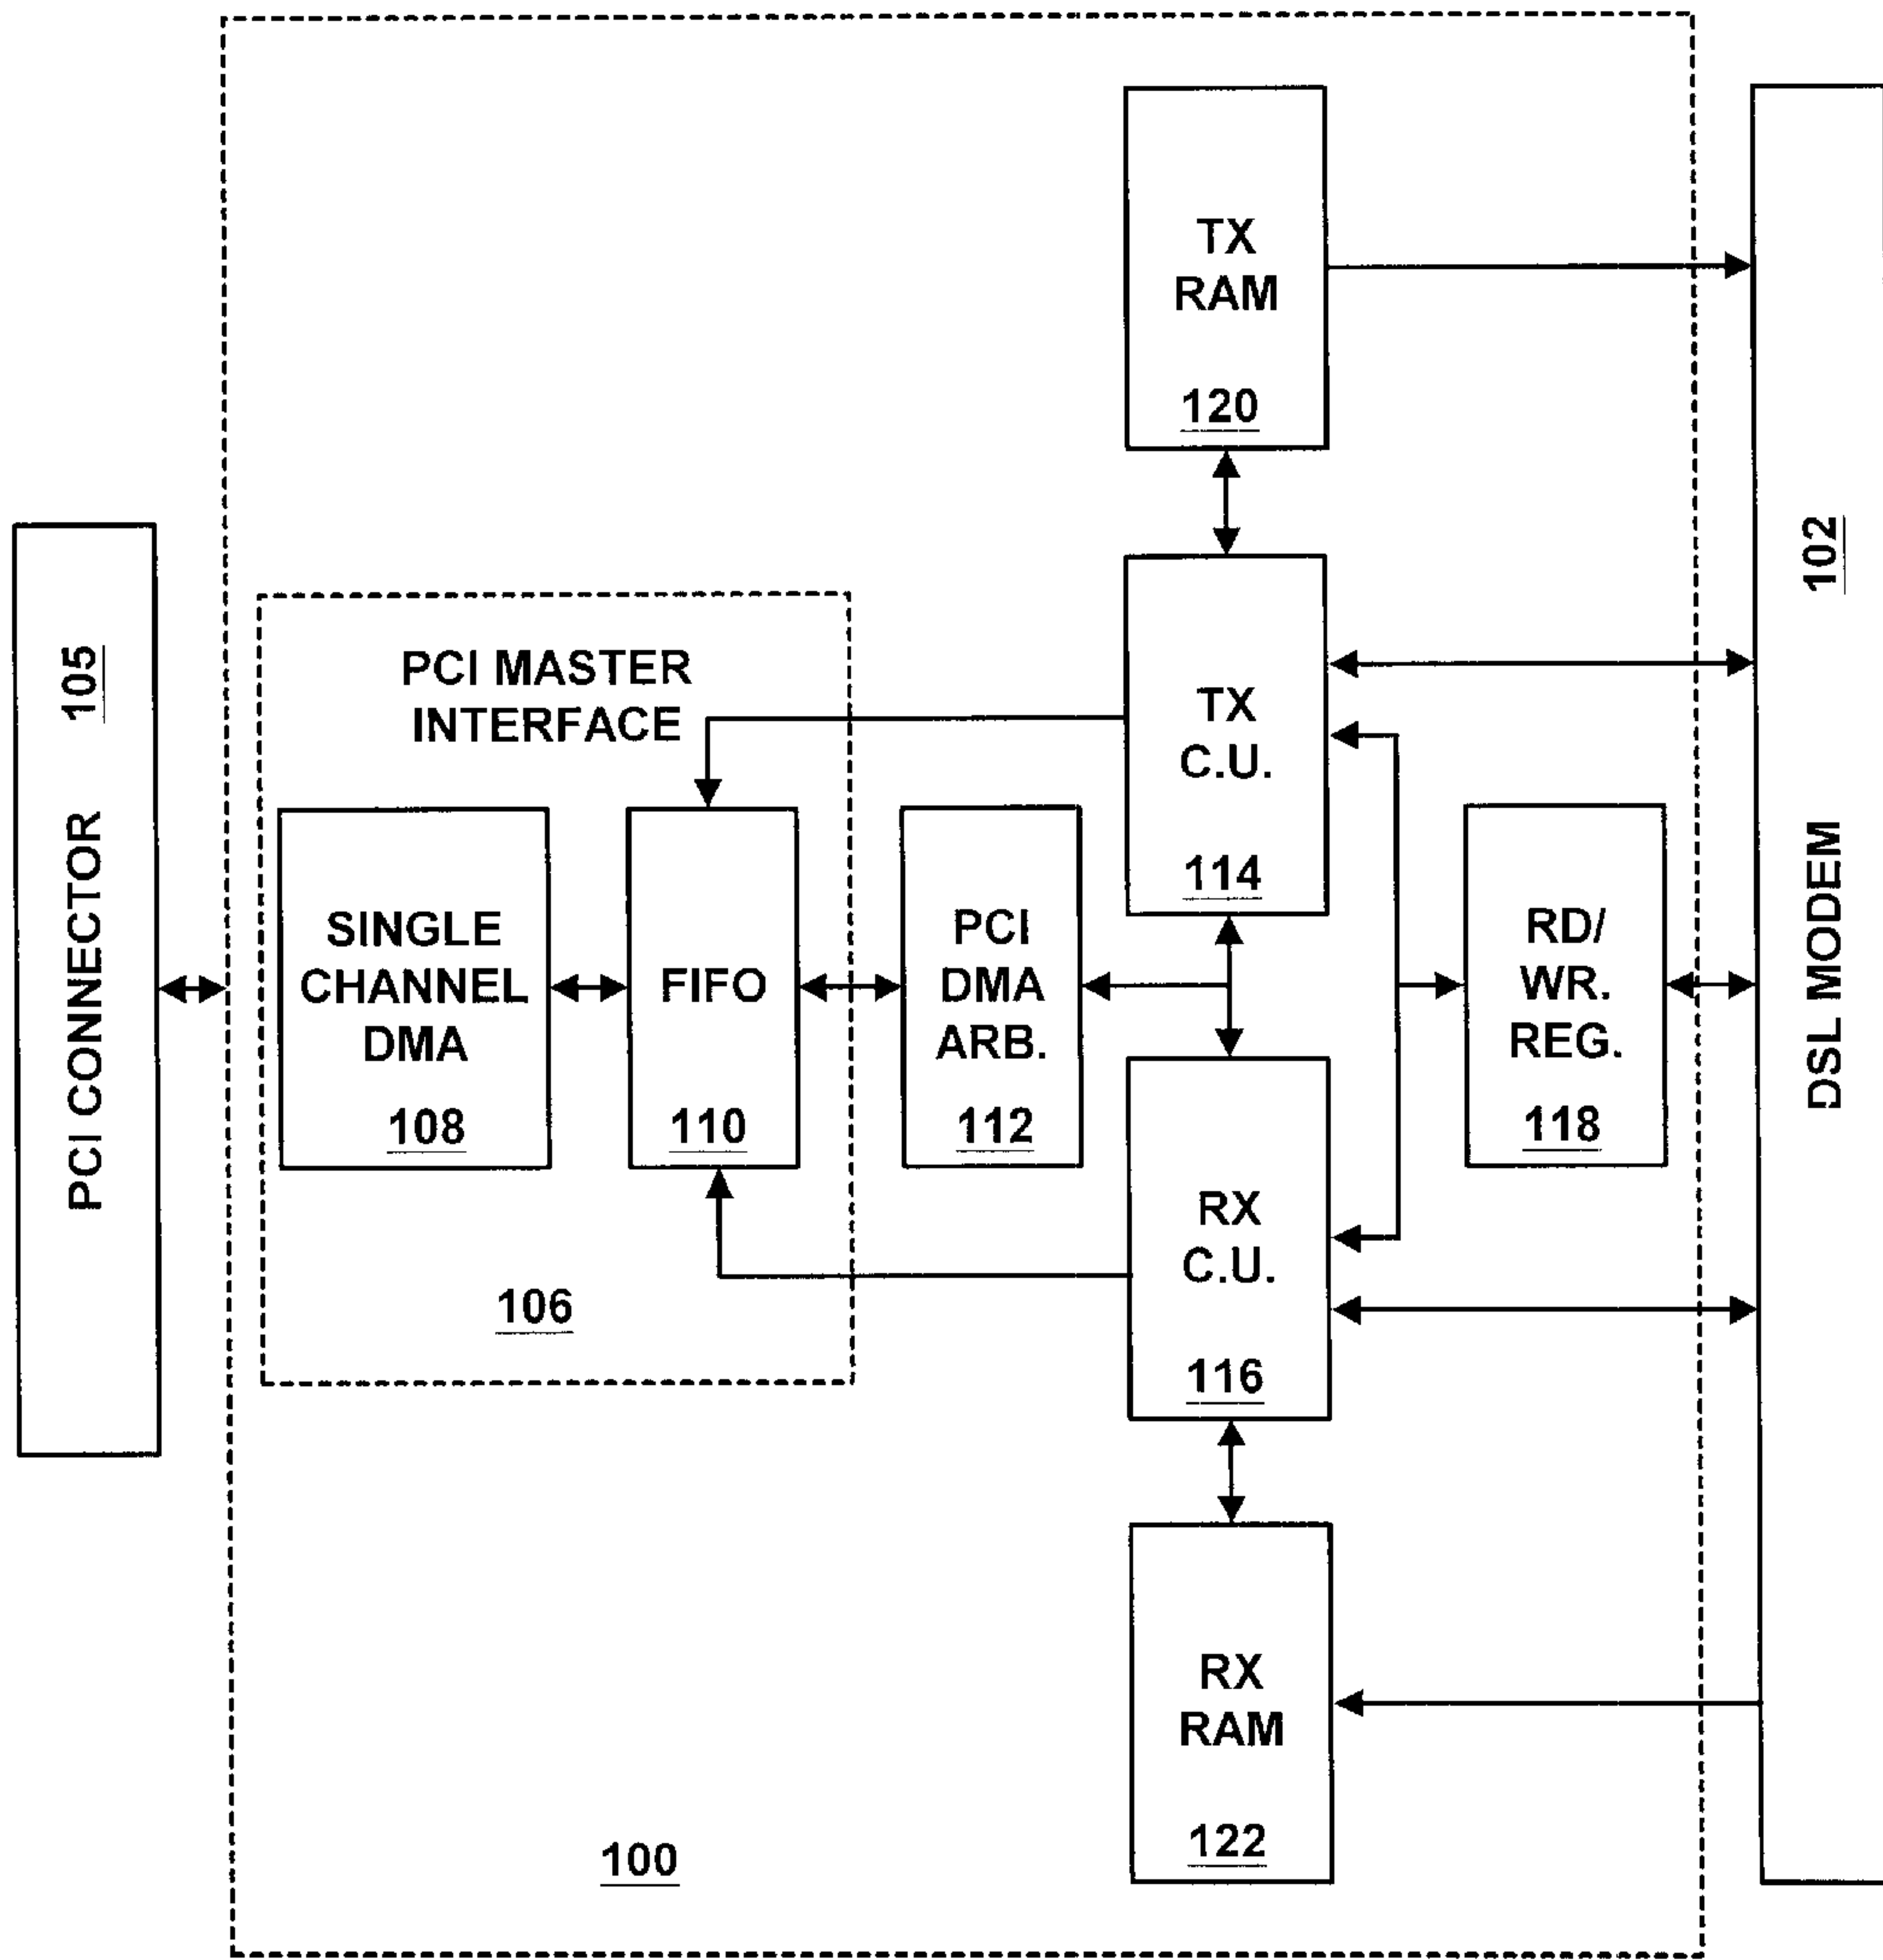 PCI CONNECTOR 105
PCI MASTER
INTERFACE
SINGLE
CHANNEL
DMA
108
FIFO
110
106
PCI
DMA
ARB.
112
TX
RAM
120
TX
C.U.
114
RX
C.U.
116
RX
RAM
122
RD/
WR.
REG.
118
100
DSL MODEM 102